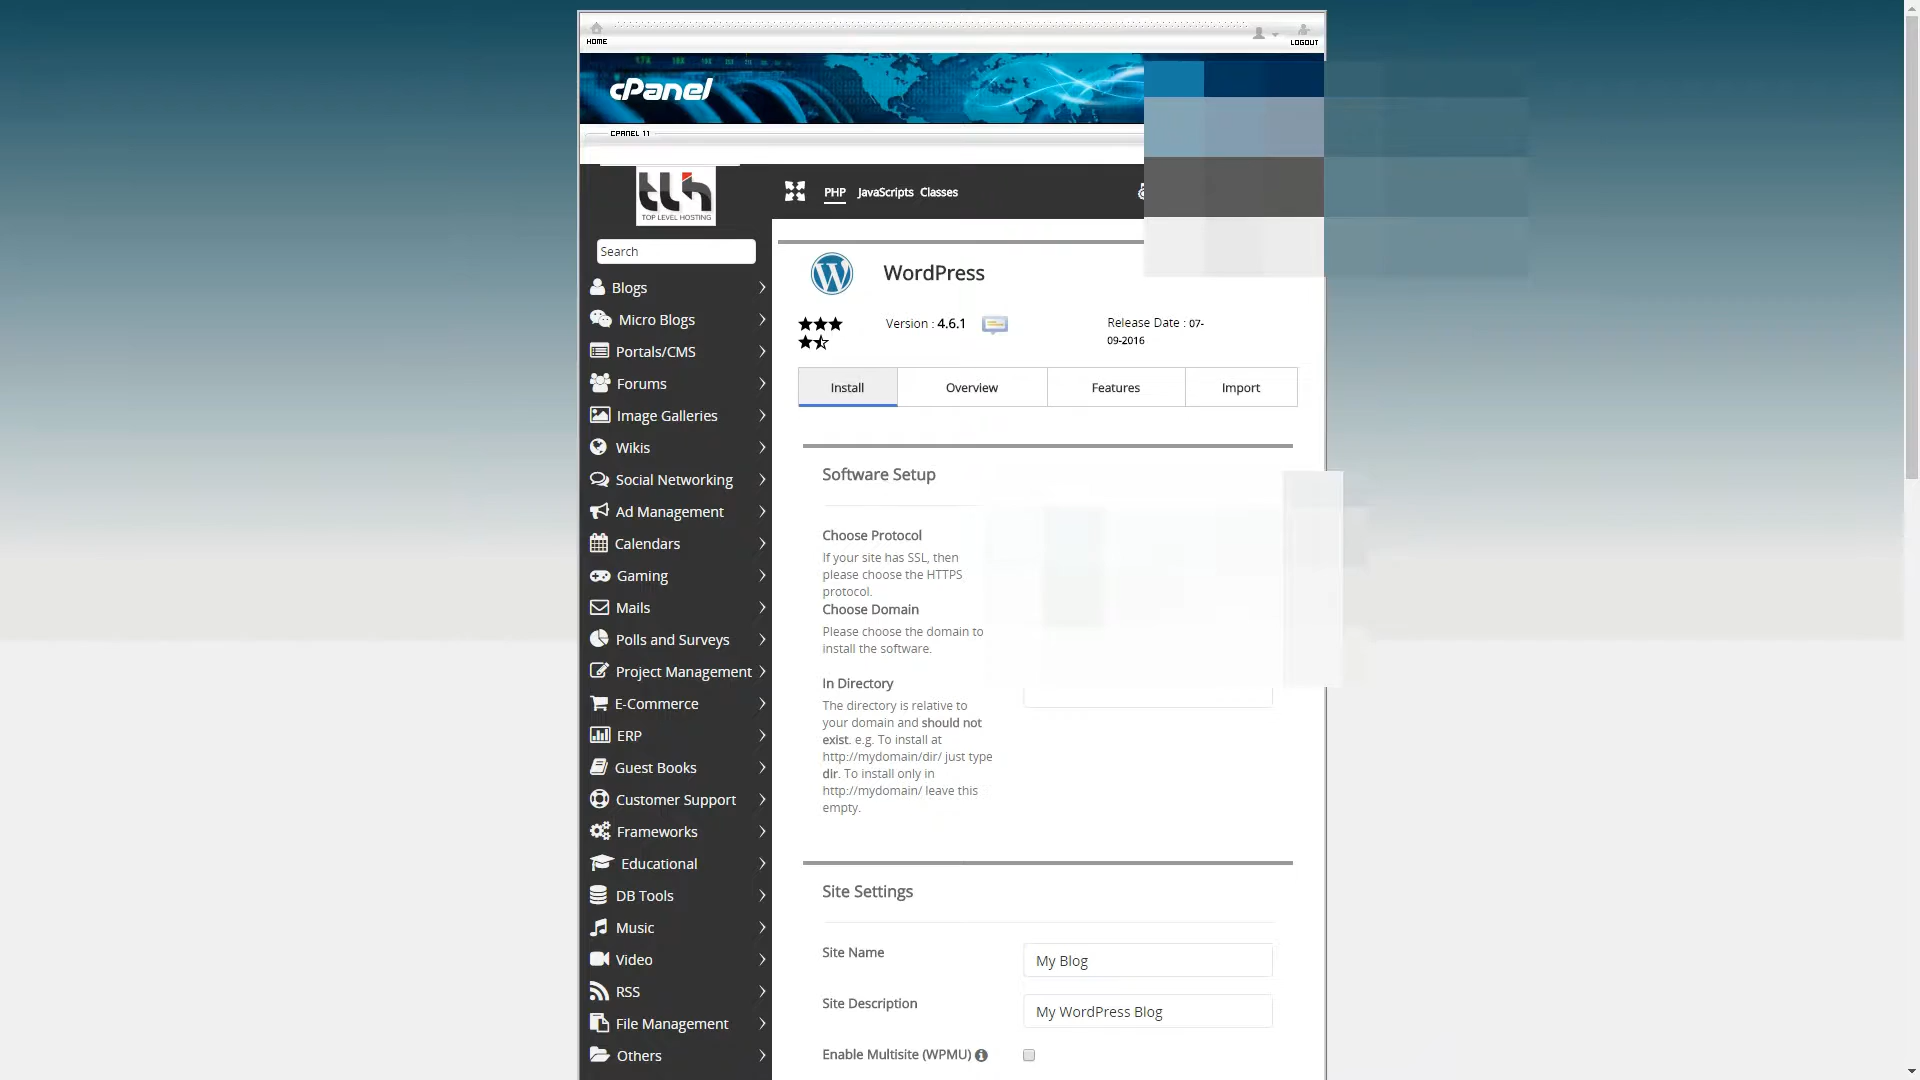 HOME
LOGOUT
cPanel
CPANEL 11
tlh
TOP LEVEL HOSTING
PHP JavaScripts Classes
Search
Blogs
Micro Blogs
Portals/CMS
Forums
Image Galleries
Wikis
Social Networking
Ad Management
Calendars
Gaming
Mails
Polls and Surveys
Project Management
E-Commerce
ERP
Guest Books
Customer Support
Frameworks
Educational
DB Tools
Music
Video
RSS
File Management
Others
WordPress
Version : 4.6.1
Release Date : 07-
09-2016
Install Overview Features Import
Software Setup
Choose Protocol
If your site has SSL, then
please choose the HTTPS
protocol.
Choose Domain
Please choose the domain to
install the software.
In Directory
The directory is relative to
your domain and should not
exist. e.g. To install at
http://mydomain/dir/ just type
dir. To install only in
http://mydomain/ leave this
empty.
Site Settings
Site Name
My Blog
Site Description
My WordPress Blog
Enable Multisite (WPMU)